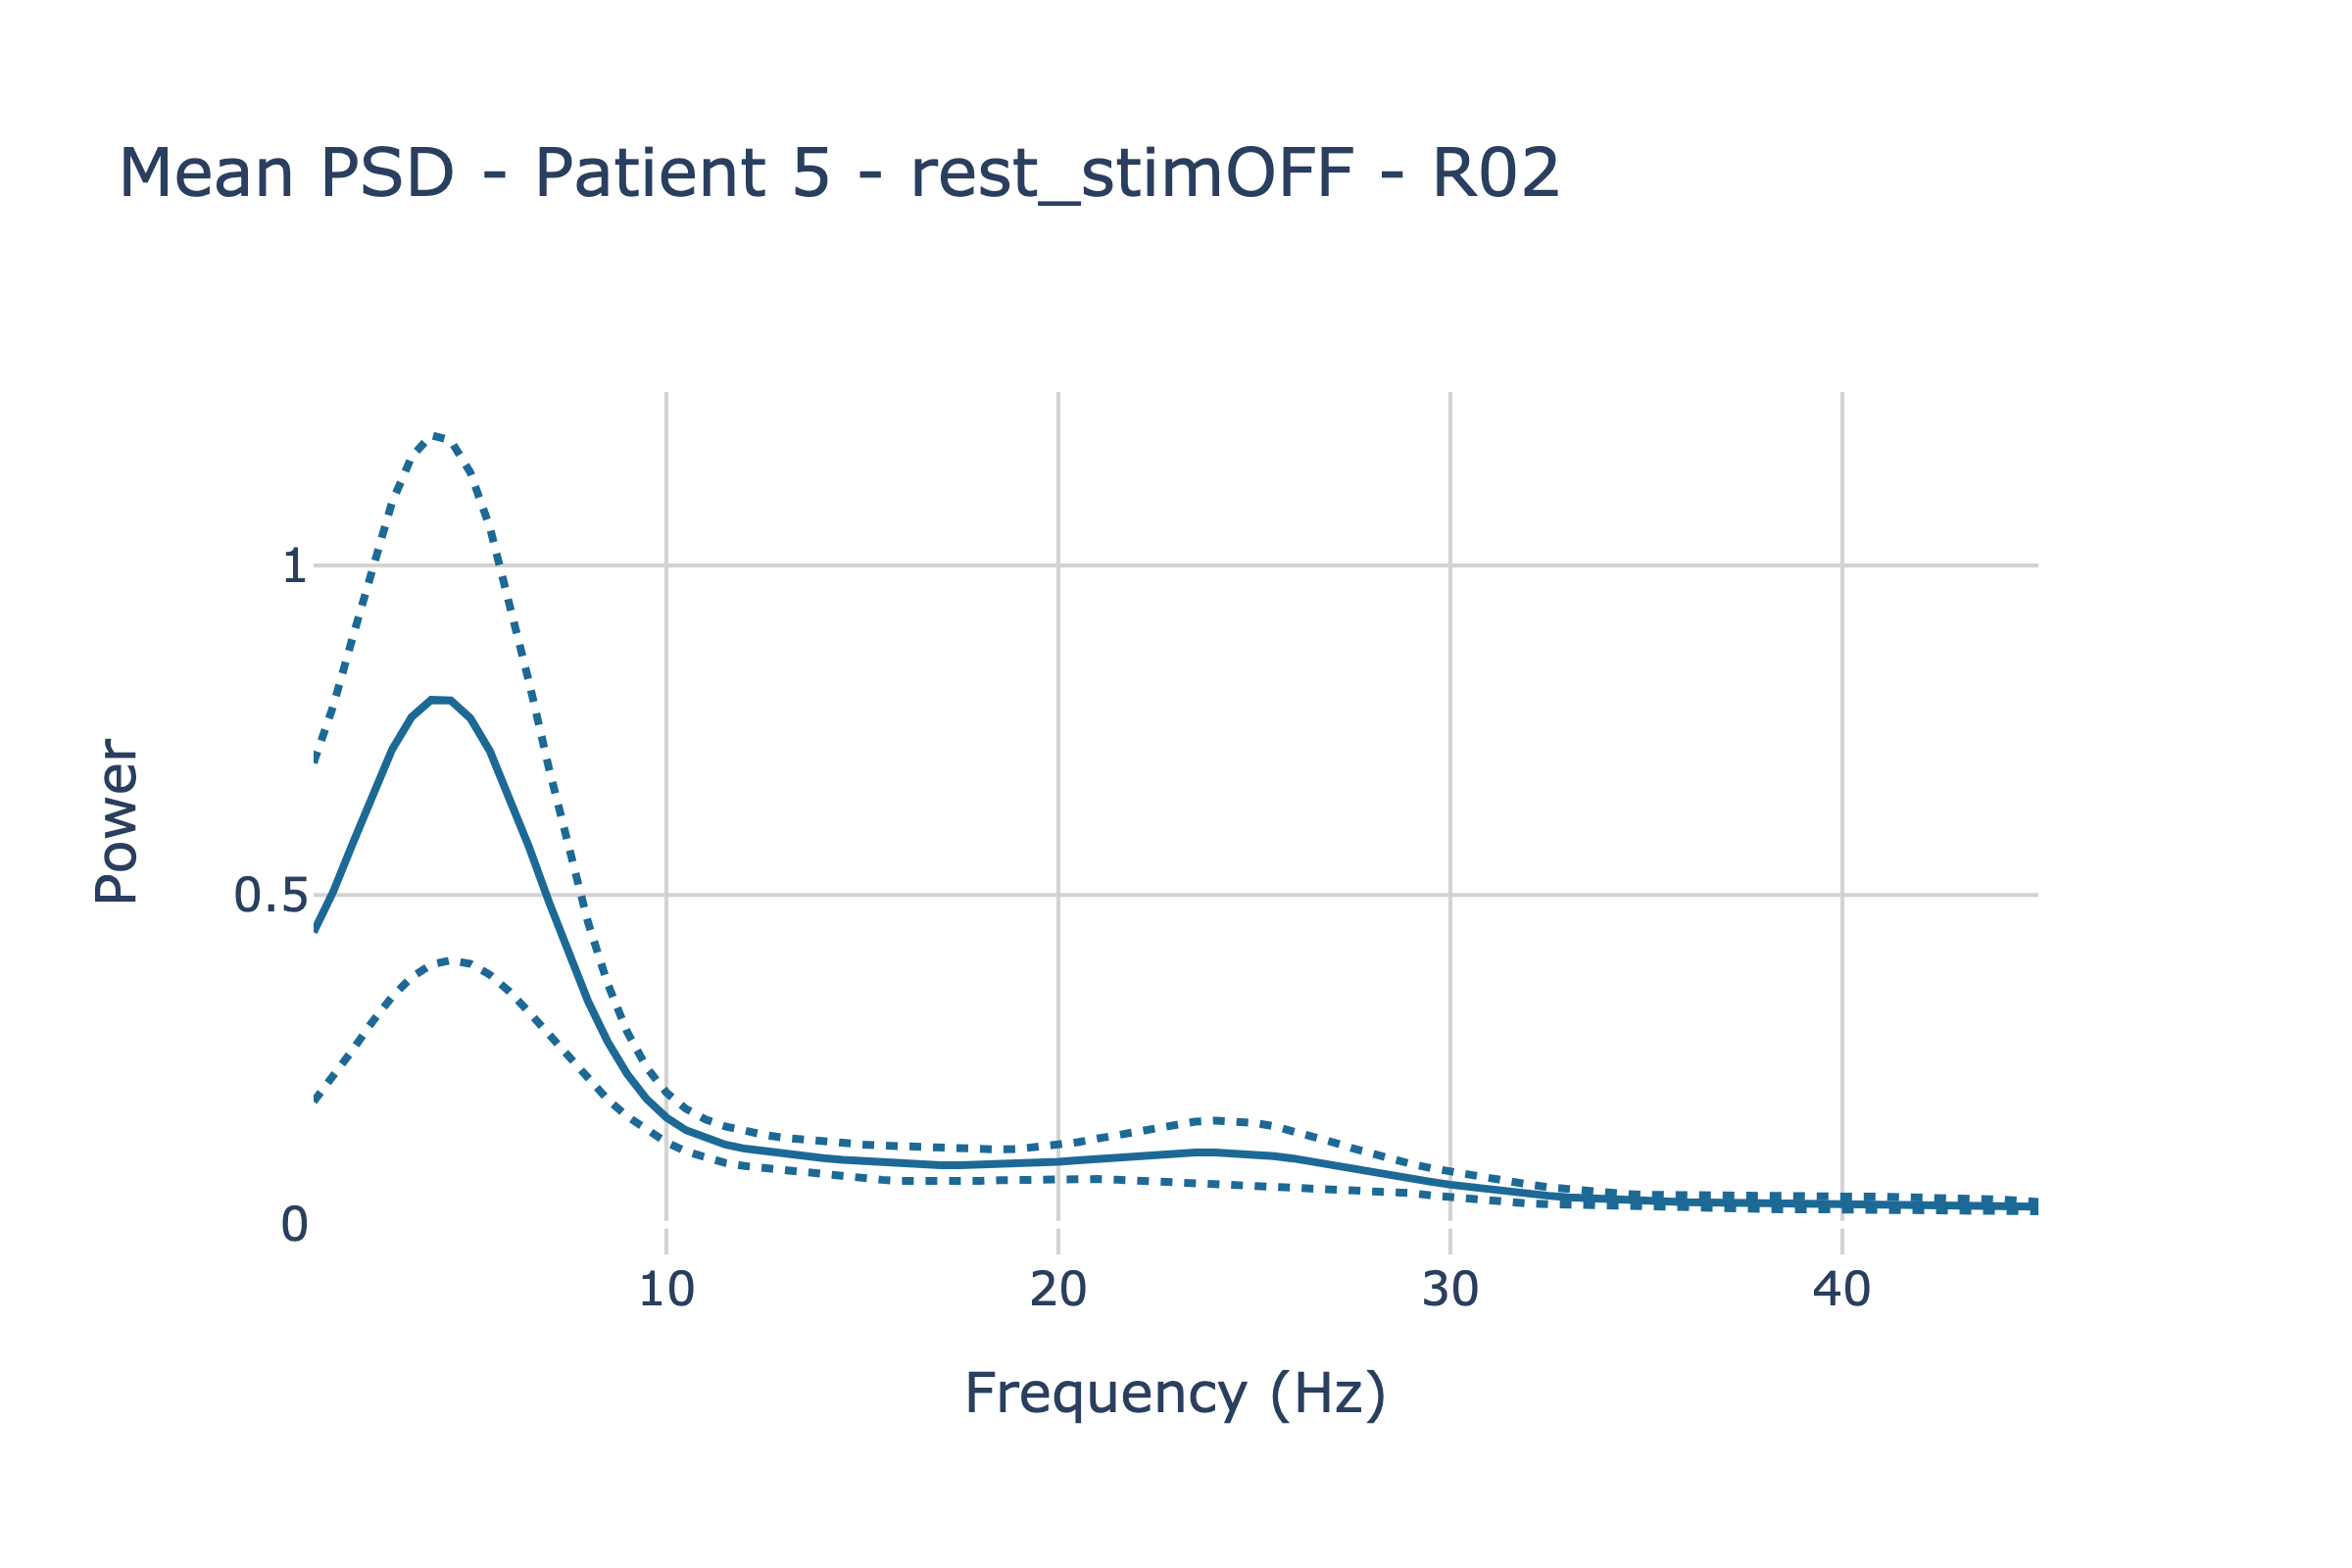 Mean PSD - Patient 5 - rest_stimOFF - R02
1
0.5
0
Power
10 20 30 40
Frequency (Hz)